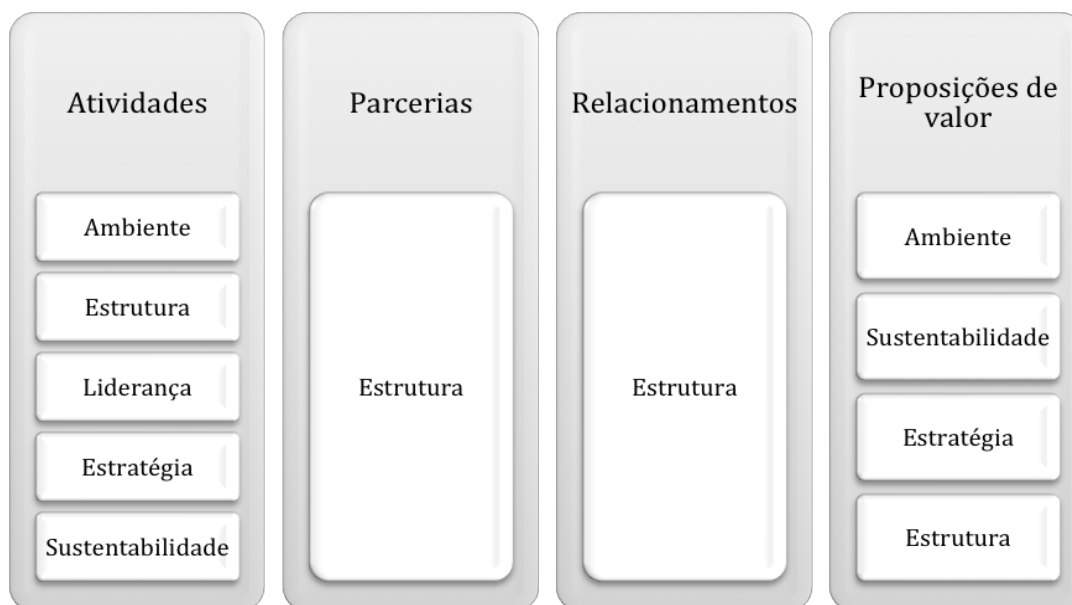 Atividades
Ambiente
Estrutura
Liderança
Estratégia
Sustentabilidade
Parcerias
Estrutura
Relacionamentos
Estrutura
Proposições de
valor
Ambiente
Sustentabilidade
Estratégia
Estrutura